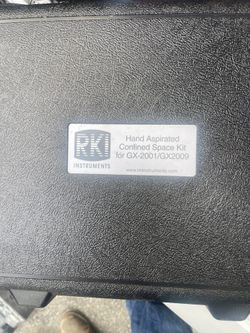 RKI
INSTRUMENTS
Hand Aspirated
Confined Space Kit
for GX-2001/GX2009
www.rkiinstruments.com